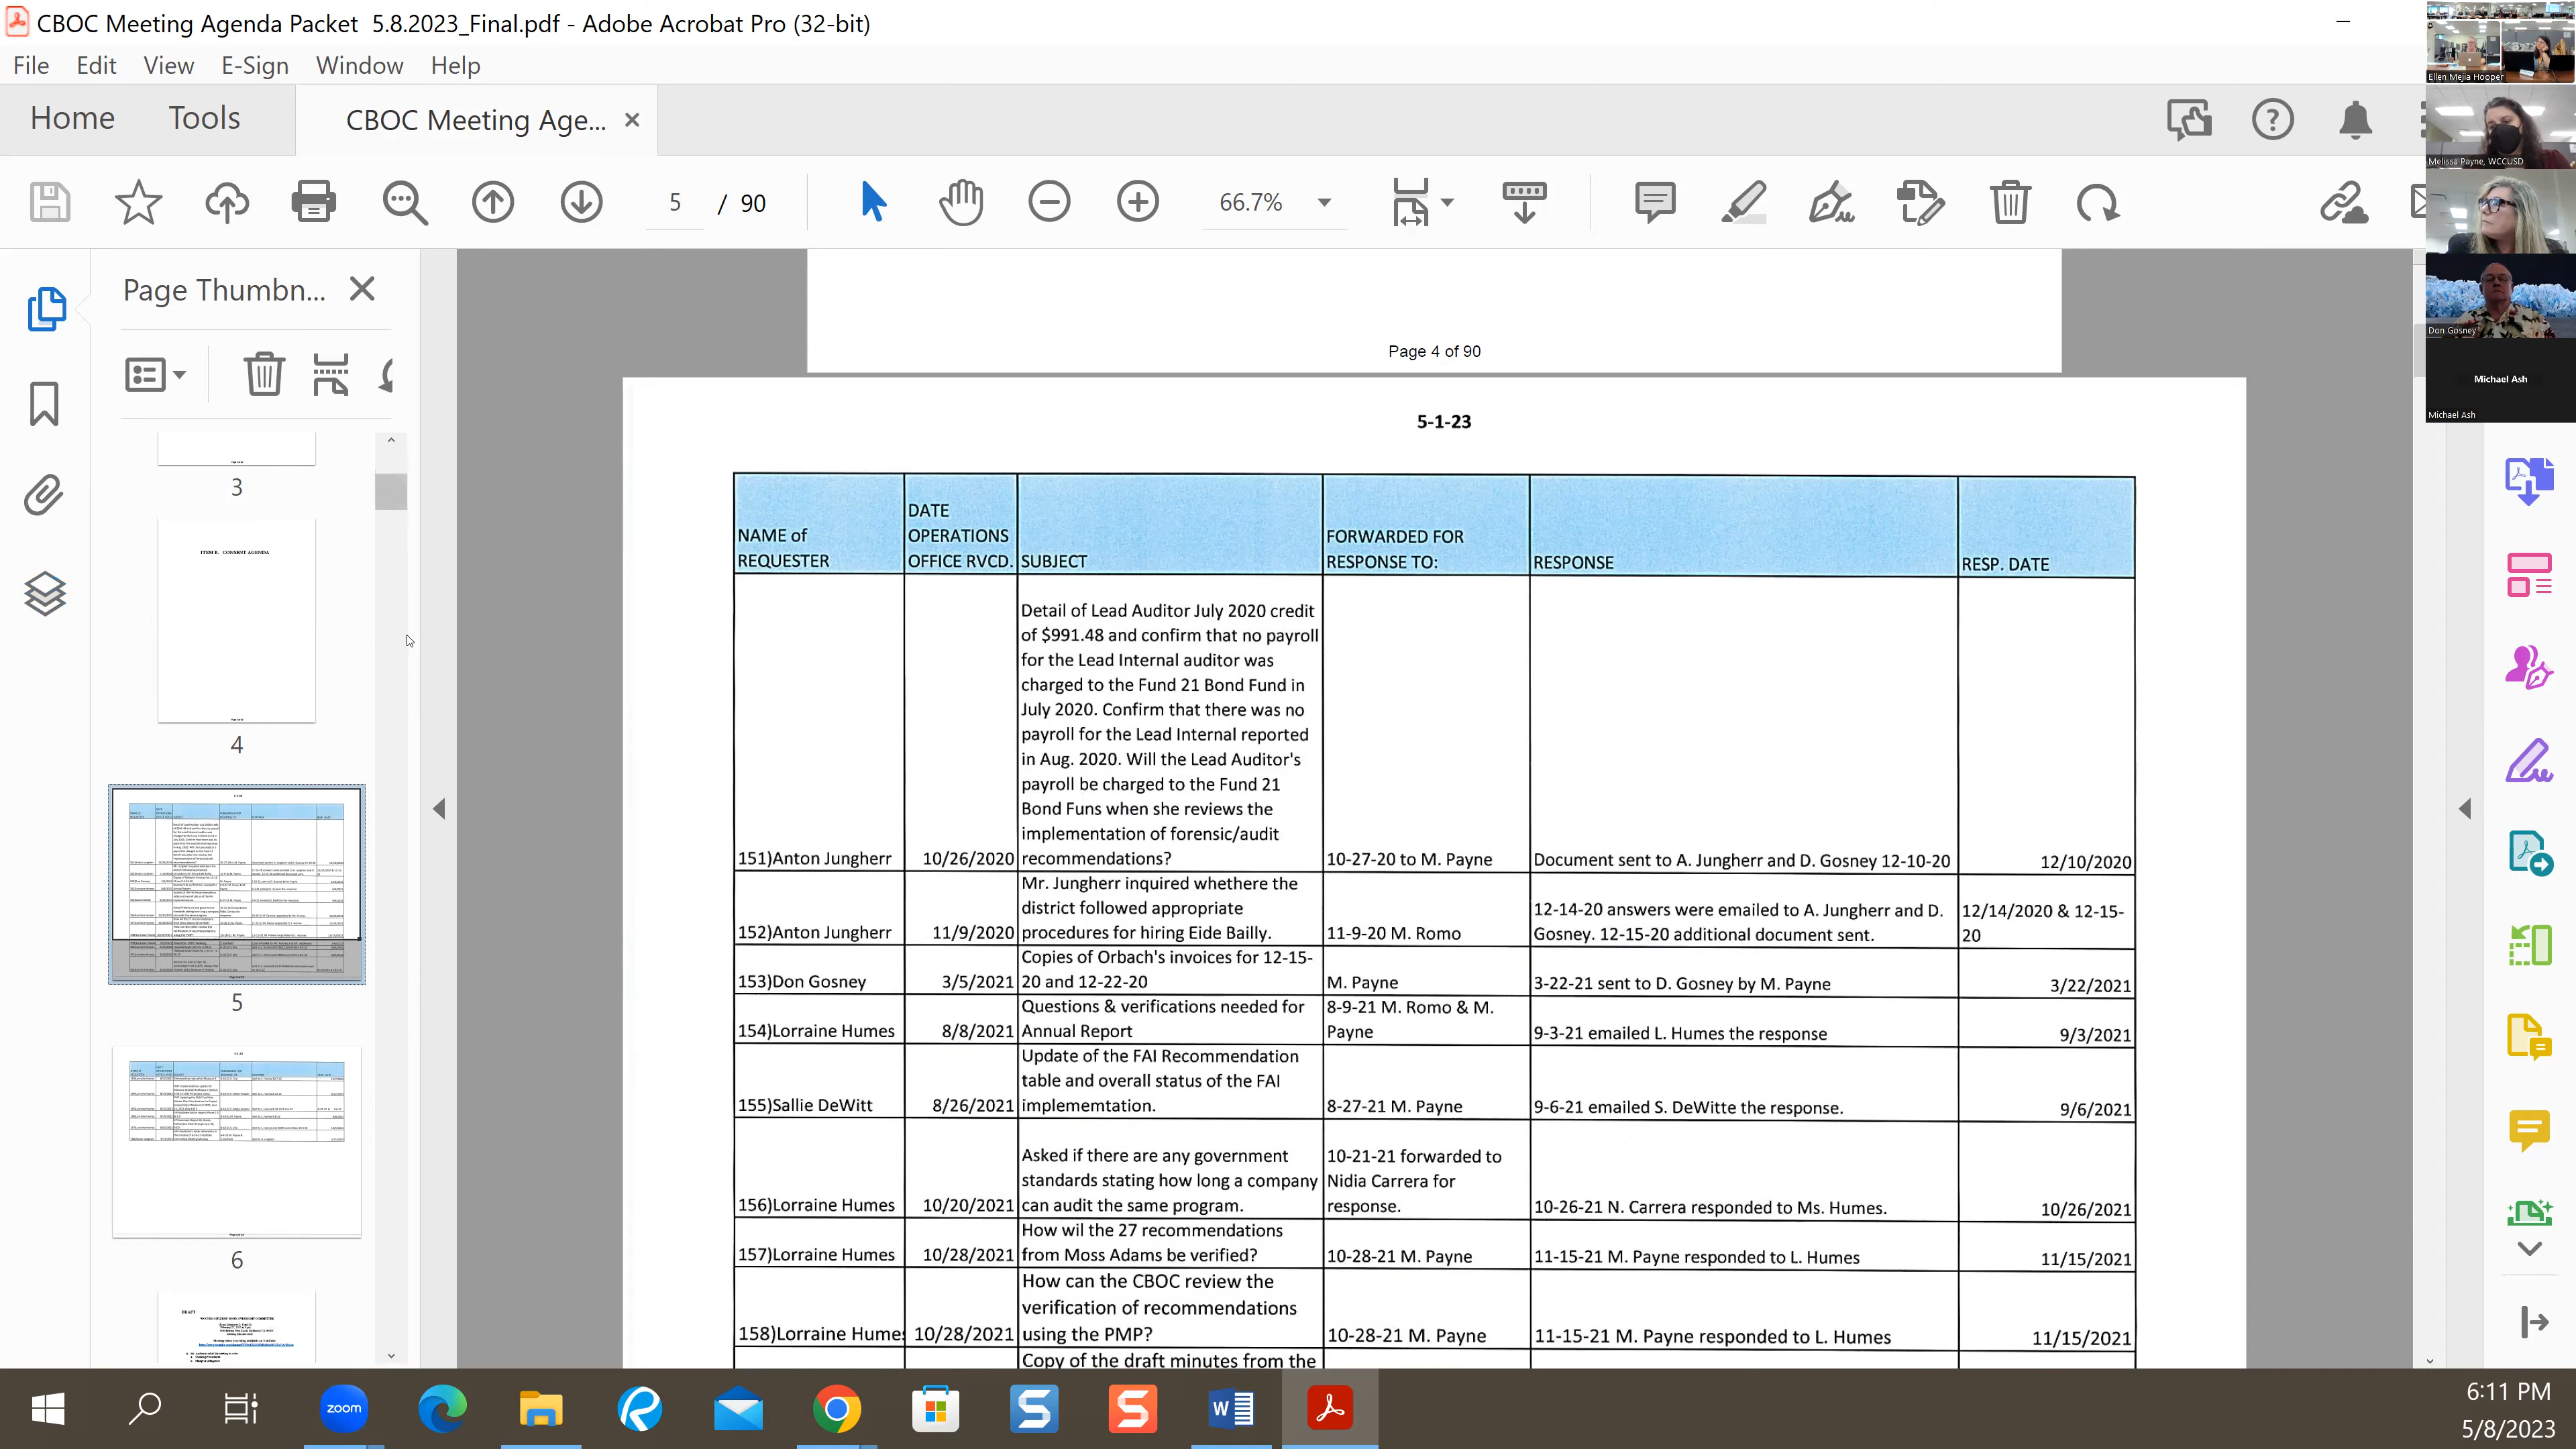 CBOC Meeting Agenda Packet 5.8.2023_Final.pdf - Adobe Acrobat Pro (32-bit)
File Edit View E-Sign Window Help
Home Tools CBOC Meeting Age...
5 / 90 66.7%
Page Thumbn...
3
ITEM B. CONSENT AGENDA
4
5
6
DRAFT
Page 4 of 90
5-1-23
NAME of REQUESTER
DATE OPERATIONS OFFICE RVCD.
SUBJECT
FORWARDED FOR RESPONSE TO:
RESPONSE
RESP. DATE
151)Anton Jungherr
10/26/2020
Detail of Lead Auditor July 2020 credit
of $991.48 and confirm that no payroll
for the Lead Internal auditor was
charged to the Fund 21 Bond Fund in
July 2020. Confirm that there was no
payroll for the Lead Internal reported
in Aug. 2020. Will the Lead Auditor's
payroll be charged to the Fund 21
Bond Funs when she reviews the
implementation of forensic/audit
recommendations?
10-27-20 to M. Payne
Document sent to A. Jungherr and D. Gosney 12-10-20
12/10/2020
152)Anton Jungherr
11/9/2020
Mr. Jungherr inquired whethere the
district followed appropriate
procedures for hiring Eide Bailly.
11-9-20 M. Romo
12-14-20 answers were emailed to A. Jungherr and D.
Gosney. 12-15-20 additional document sent.
12/14/2020 & 12-15-
20
153)Don Gosney
3/5/2021
Copies of Orbach's invoices for 12-15-
20 and 12-22-20
M. Payne
3-22-21 sent to D. Gosney by M. Payne
3/22/2021
154)Lorraine Humes
8/8/2021
Questions & verifications needed for
Annual Report
8-9-21 M. Romo & M.
Payne
9-3-21 emailed L. Humes the response
9/3/2021
155)Sallie DeWitt
8/26/2021
Update of the FAI Recommendation
table and overall status of the FAI
implememtation.
8-27-21 M. Payne
9-6-21 emailed S. DeWitte the response.
9/6/2021
156)Lorraine Humes
10/20/2021
Asked if there are any government
standards stating how long a company
can audit the same program.
10-21-21 forwarded to
Nidia Carrera for
response.
10-26-21 N. Carrera responded to Ms. Humes.
10/26/2021
157)Lorraine Humes
10/28/2021
How wil the 27 recommendations
from Moss Adams be verified?
10-28-21 M. Payne
11-15-21 M. Payne responded to L. Humes
11/15/2021
158)Lorraine Humes
10/28/2021
How can the CBOC review the
verification of recommendations
using the PMP?
10-28-21 M. Payne
11-15-21 M. Payne responded to L. Humes
11/15/2021
Copy of the draft minutes from the
Ellen Mejia Hooper
Melissa Payne, WCCUSD
Don Gosney
Michael Ash
Michael Ash
zoom
6:11 PM
5/8/2023